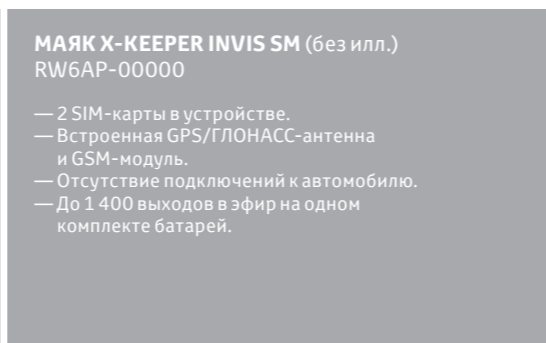 МАЯК X-KEEPER INVIS SM (без илл.)
RW6AP-00000
— 2 SIM-карты в устройстве.
— Встроенная GPS/ГЛОНАСС-антенна
и GSM-модуль.
— Отсутствие подключений к автомобилю.
— До 1 400 выходов в эфир на одном
комплекте батарей.